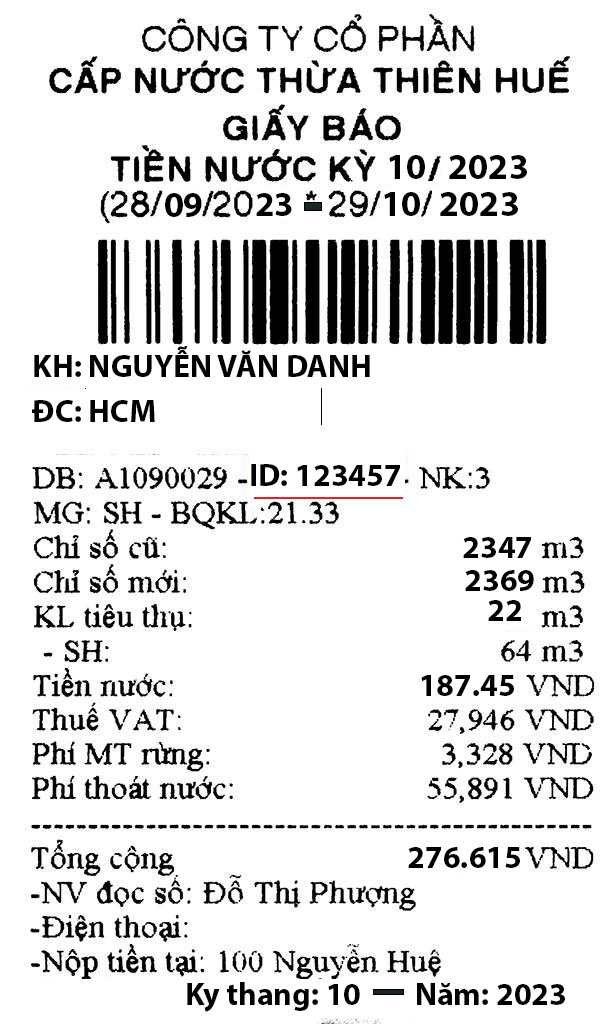 CÔNG TY CỔ PHẦN
CẤP NƯỚC THỪA THIÊN HUẾ
GIẤY BÁO
TIỀN NƯỚC KỲ 10/ 2023
(28/09/2023 * 29/10/ 2023
KH: NGUYỄN VĂN DANH
ĐC: HCM
DB: A1090029 -ID: 123457. NK:3
MG: SH - BQKL:21.33
Chỉ số cũ: 2347 m3
Chỉ số mới: 2369 m3
KL tiêu thụ: 22 m3
- SH: 64 m3
Tiền nước: 187.45 VND
Thuế VAT: 27,946 VND
Phí MT rừng: 3,328 VND
Phí thoát nước: 55,891 VND
Tổng cộng 276.615 VND
-NV đọc số: Đỗ Thị Phượng
-Điện thoại:
-Nộp tiền tại: 100 Nguyễn Huệ
Ky thang: 10 — Năm: 2023